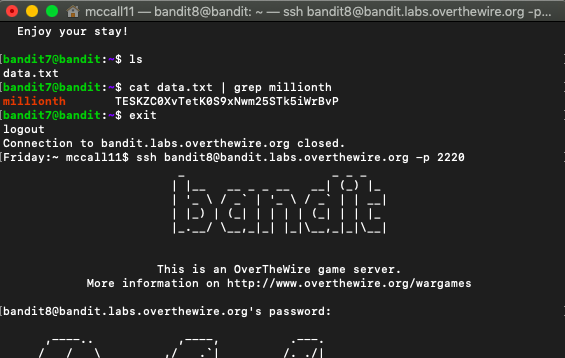 mccall11 — bandit8@bandit: ~ — ssh bandit8@bandit.labs.overthewire.org -p...
Enjoy your stay!
[bandit7@bandit:~$ ls
data.txt
[bandit7@bandit:~$ cat data.txt | grep millionth
millionth TESKZC0XvTetK0S9xNwm25STk5iWrBvP
[bandit7@bandit:~$ exit
logout
Connection to bandit.labs.overthewire.org closed.
[Friday:~ mccall11$ ssh bandit8@bandit.labs.overthewire.org -p 2220
bandit
This is an OverTheWire game server.
More information on http://www.overthewire.org/wargames
[bandit8@bandit.labs.overthewire.org's password: